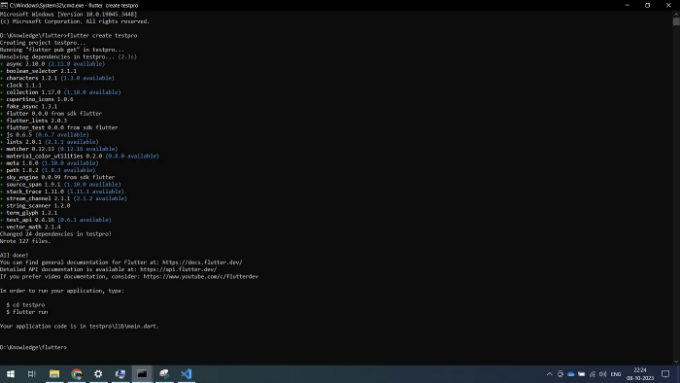 C:\Windows\System32\cmd.exe - flutter create testpro
Microsoft Windows [Version 10.0.19045.3448]
(c) Microsoft Corporation. All rights reserved.
D:\Knowledge\flutter>flutter create testpro
Creating project testpro...
Running "flutter pub get" in testpro...
Resolving dependencies in testpro... (2.7s)
+ async 2.10.0 (2.11.0 available)
+ boolean_selector 2.1.1
+ characters 1.2.1 (1.3.0 available)
+ clock 1.1.1
+ collection 1.17.0 (1.18.0 available)
+ cupertino_icons 1.0.6
+ fake_async 1.3.1
+ flutter 0.0.0 from sdk flutter
+ flutter_lints 2.0.3
+ flutter_test 0.0.0 from sdk flutter
+ js 0.6.5 (0.6.7 available)
+ lints 2.0.1 (2.1.1 available)
+ matcher 0.12.13 (0.12.16 available)
+ material_color_utilities 0.2.0 (0.8.0 available)
+ meta 1.8.0 (1.10.0 available)
+ path 1.8.2 (1.8.3 available)
+ sky_engine 0.0.99 from sdk flutter
+ source_span 1.9.1 (1.10.0 available)
+ stack_trace 1.11.0 (1.11.1 available)
+ stream_channel 2.1.1 (2.1.2 available)
+ string_scanner 1.2.0
+ term_glyph 1.2.1
+ test_api 0.4.16 (0.6.1 available)
+ vector_math 2.1.4
Changed 24 dependencies in testpro!
Wrote 127 files.
All done!
You can find general documentation for Flutter at: https://docs.flutter.dev/
Detailed API documentation is available at: https://api.flutter.dev/
If you prefer video documentation, consider: https://www.youtube.com/c/flutterdev
In order to run your application, type:
$ cd testpro
$ flutter run
Your application code is in testpro\lib\main.dart.
D:\Knowledge\flutter>
ENG
22:24
08-10-2023